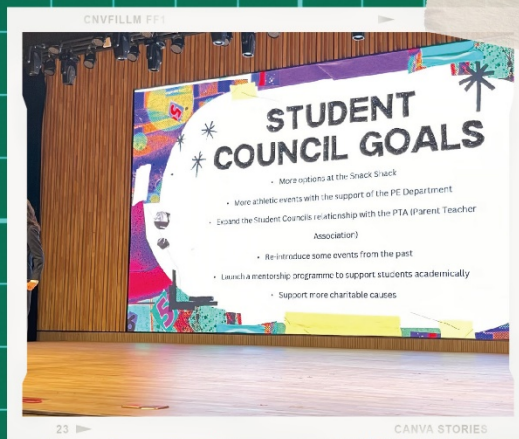 CNVFILLM FF1
STUDENT
COUNCIL GOALS
• More options at the Snack Shack
• More athletic events with the support of the PE Department
• Expand the Student Councils relationship with the PTA (Parent Teacher
Association)
• Re-introduce some events from the past
• Launch a mentorship programme to support students academically
• Support more charitable causes
23
CANVA STORIES